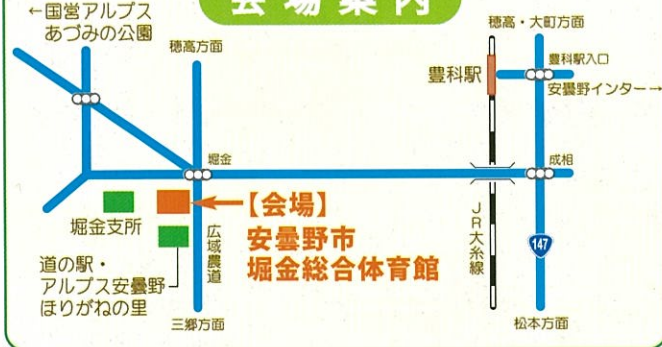 会場案内
←国営アルプス
あづみの公園
穂高方面
穂高・大町方面
豊科駅
豊科駅入口
安曇野インター→
堀金
成相
【会場】
安曇野市
堀金総合体育館
堀金支所
広域農道
JR大糸線
147
道の駅・
アルプス安曇野
ほりがねの里
三郷方面
松本方面